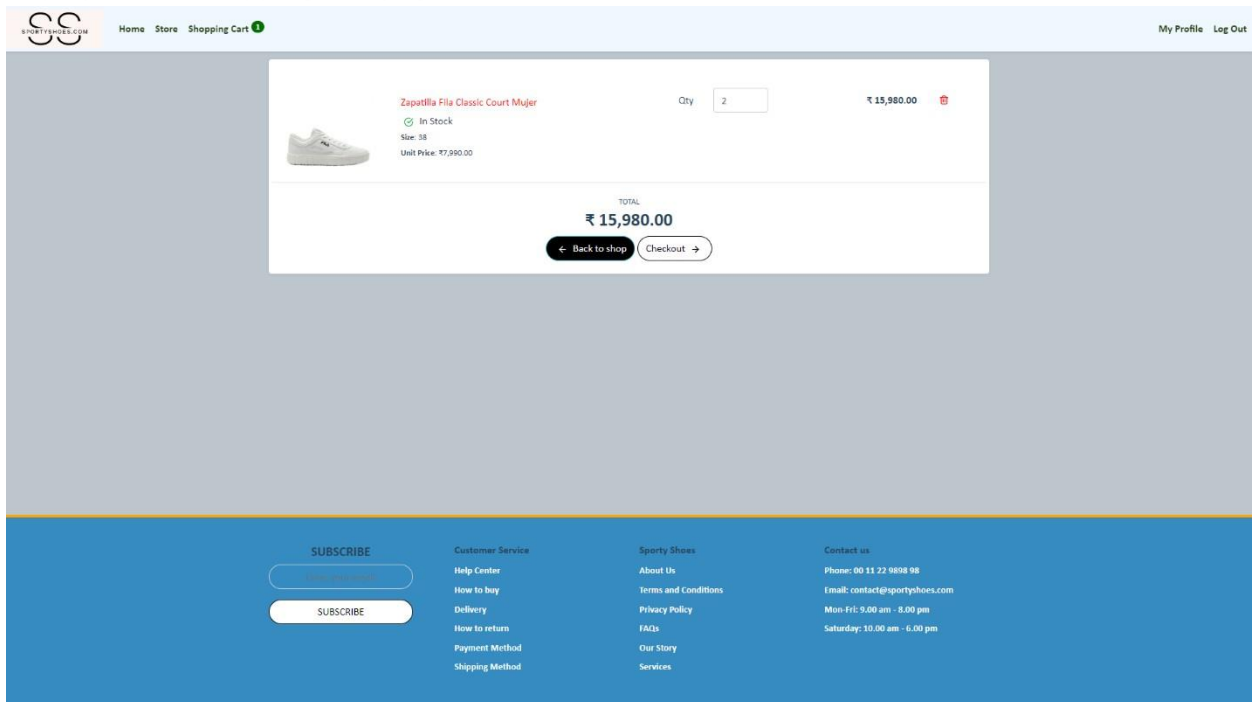 SS
SPORTYSHOES.COM
Home Store Shopping Cart 1
My Profile Log Out
Zapatilla Fila Classic Court Mujer
Qty 2
₹ 15,980.00
In Stock
Size: 38
Unit Price: ₹7,990.00
TOTAL
₹ 15,980.00
← Back to shop
Checkout →
SUBSCRIBE
SUBSCRIBE
Customer Service
Help Center
How to buy
Delivery
How to return
Payment Method
Shipping Method
Sporty Shoes
About Us
Terms and Conditions
Privacy Policy
FAQs
Our Story
Services
Contact us
Phone: 00 11 22 9898 98
Email: contact@sportyshoes.com
Mon-Fri: 9.00 am - 8.00 pm
Saturday: 10.00 am - 6.00 pm